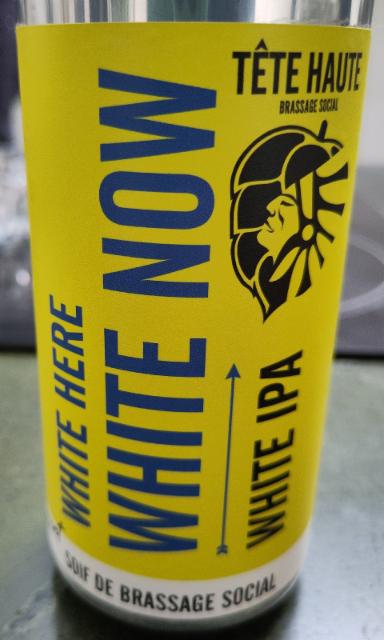 TÊTE HAUTE
BRASSAGE SOCIAL
WHITE HERE
WHITE NOW
WHITE IPA
SOIF DE BRASSAGE SOCIAL